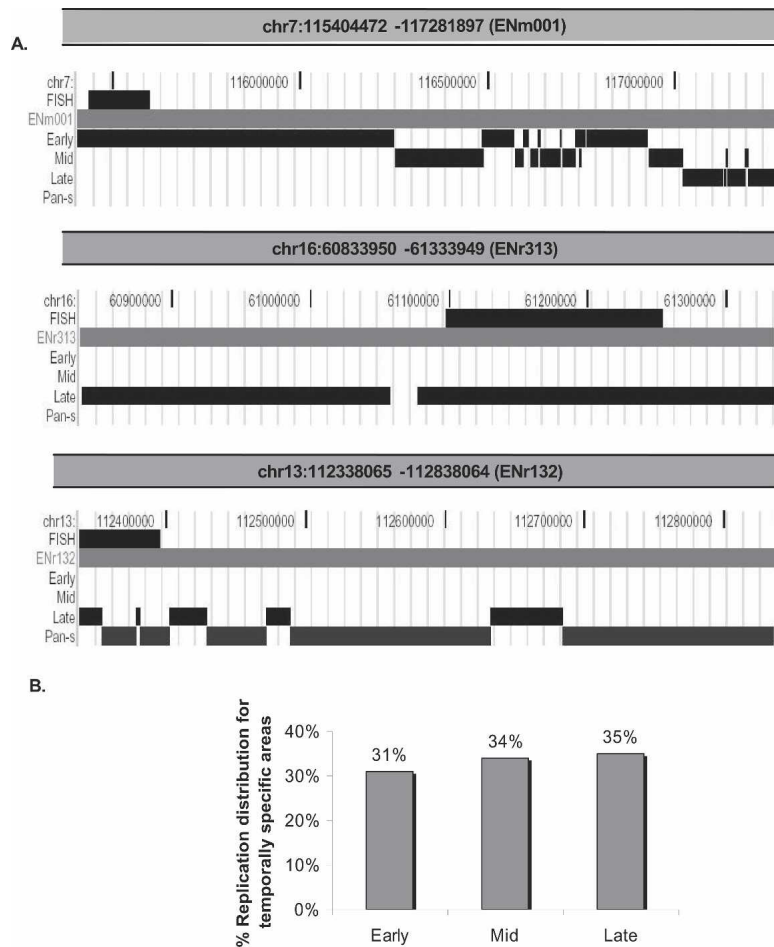 chr7:115404472 -117281897 (ENm001)
A.
chr7: 116000000 116500000 117000000
FISH
ENm001
Early
Mid
Late
Pan-s
chr16:60833950 -61333949 (ENr313)
chr16: 60900000 61000000 61100000 61200000 61300000
FISH
ENr313
Early
Mid
Late
Pan-s
chr13:112338065 -112838064 (ENr132)
chr13: 112400000 112500000 112600000 112700000 112800000
FISH
ENr132
Early
Mid
Late
Pan-s
B.
% Replication distribution for
temporally specific areas
40%
30%
20%
10%
0%
31%
34%
35%
Early Mid Late